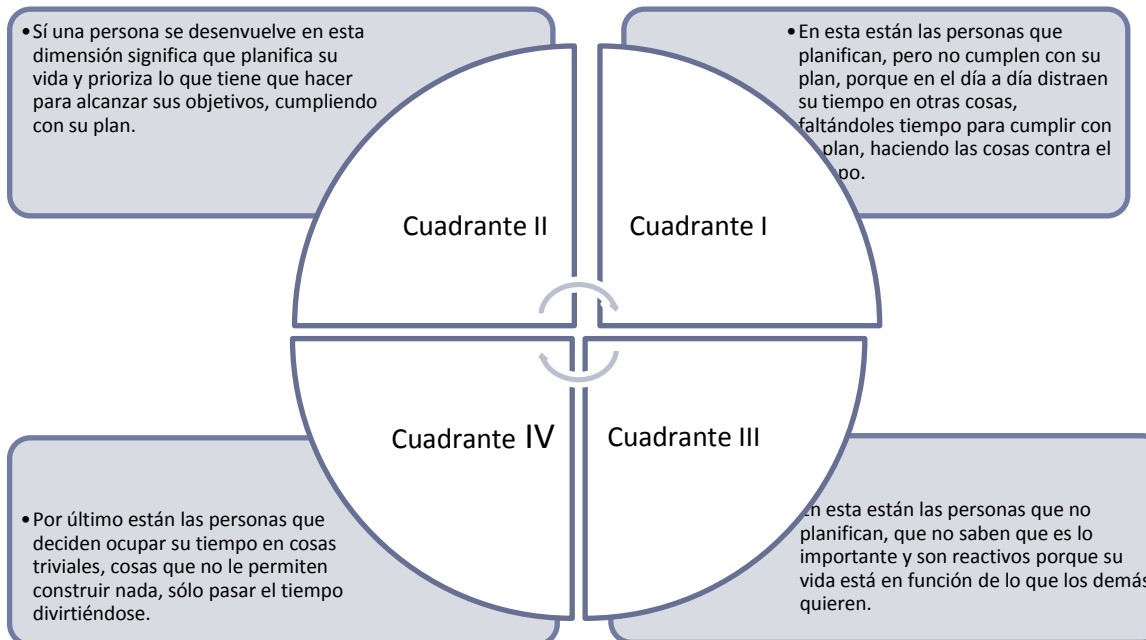 •Sí una persona se desenvuelve en esta
dimensión significa que planifica su
vida y prioriza lo que tiene que hacer
para alcanzar sus objetivos, cumpliendo
con su plan.
•En esta están las personas que
planifican, pero no cumplen con su
plan, porque en el día a día distraen
su tiempo en otras cosas,
faltándoles tiempo para cumplir con
plan, haciendo las cosas contra el
po.
Cuadrante II
Cuadrante I
Cuadrante IV
Cuadrante III
•Por último están las personas que
deciden ocupar su tiempo en cosas
triviales, cosas que no le permiten
construir nada, sólo pasar el tiempo
divirtiéndose.
En esta están las personas que no
planifican, que no saben que es lo
importante y son reactivos porque su
vida está en función de lo que los demás
quieren.